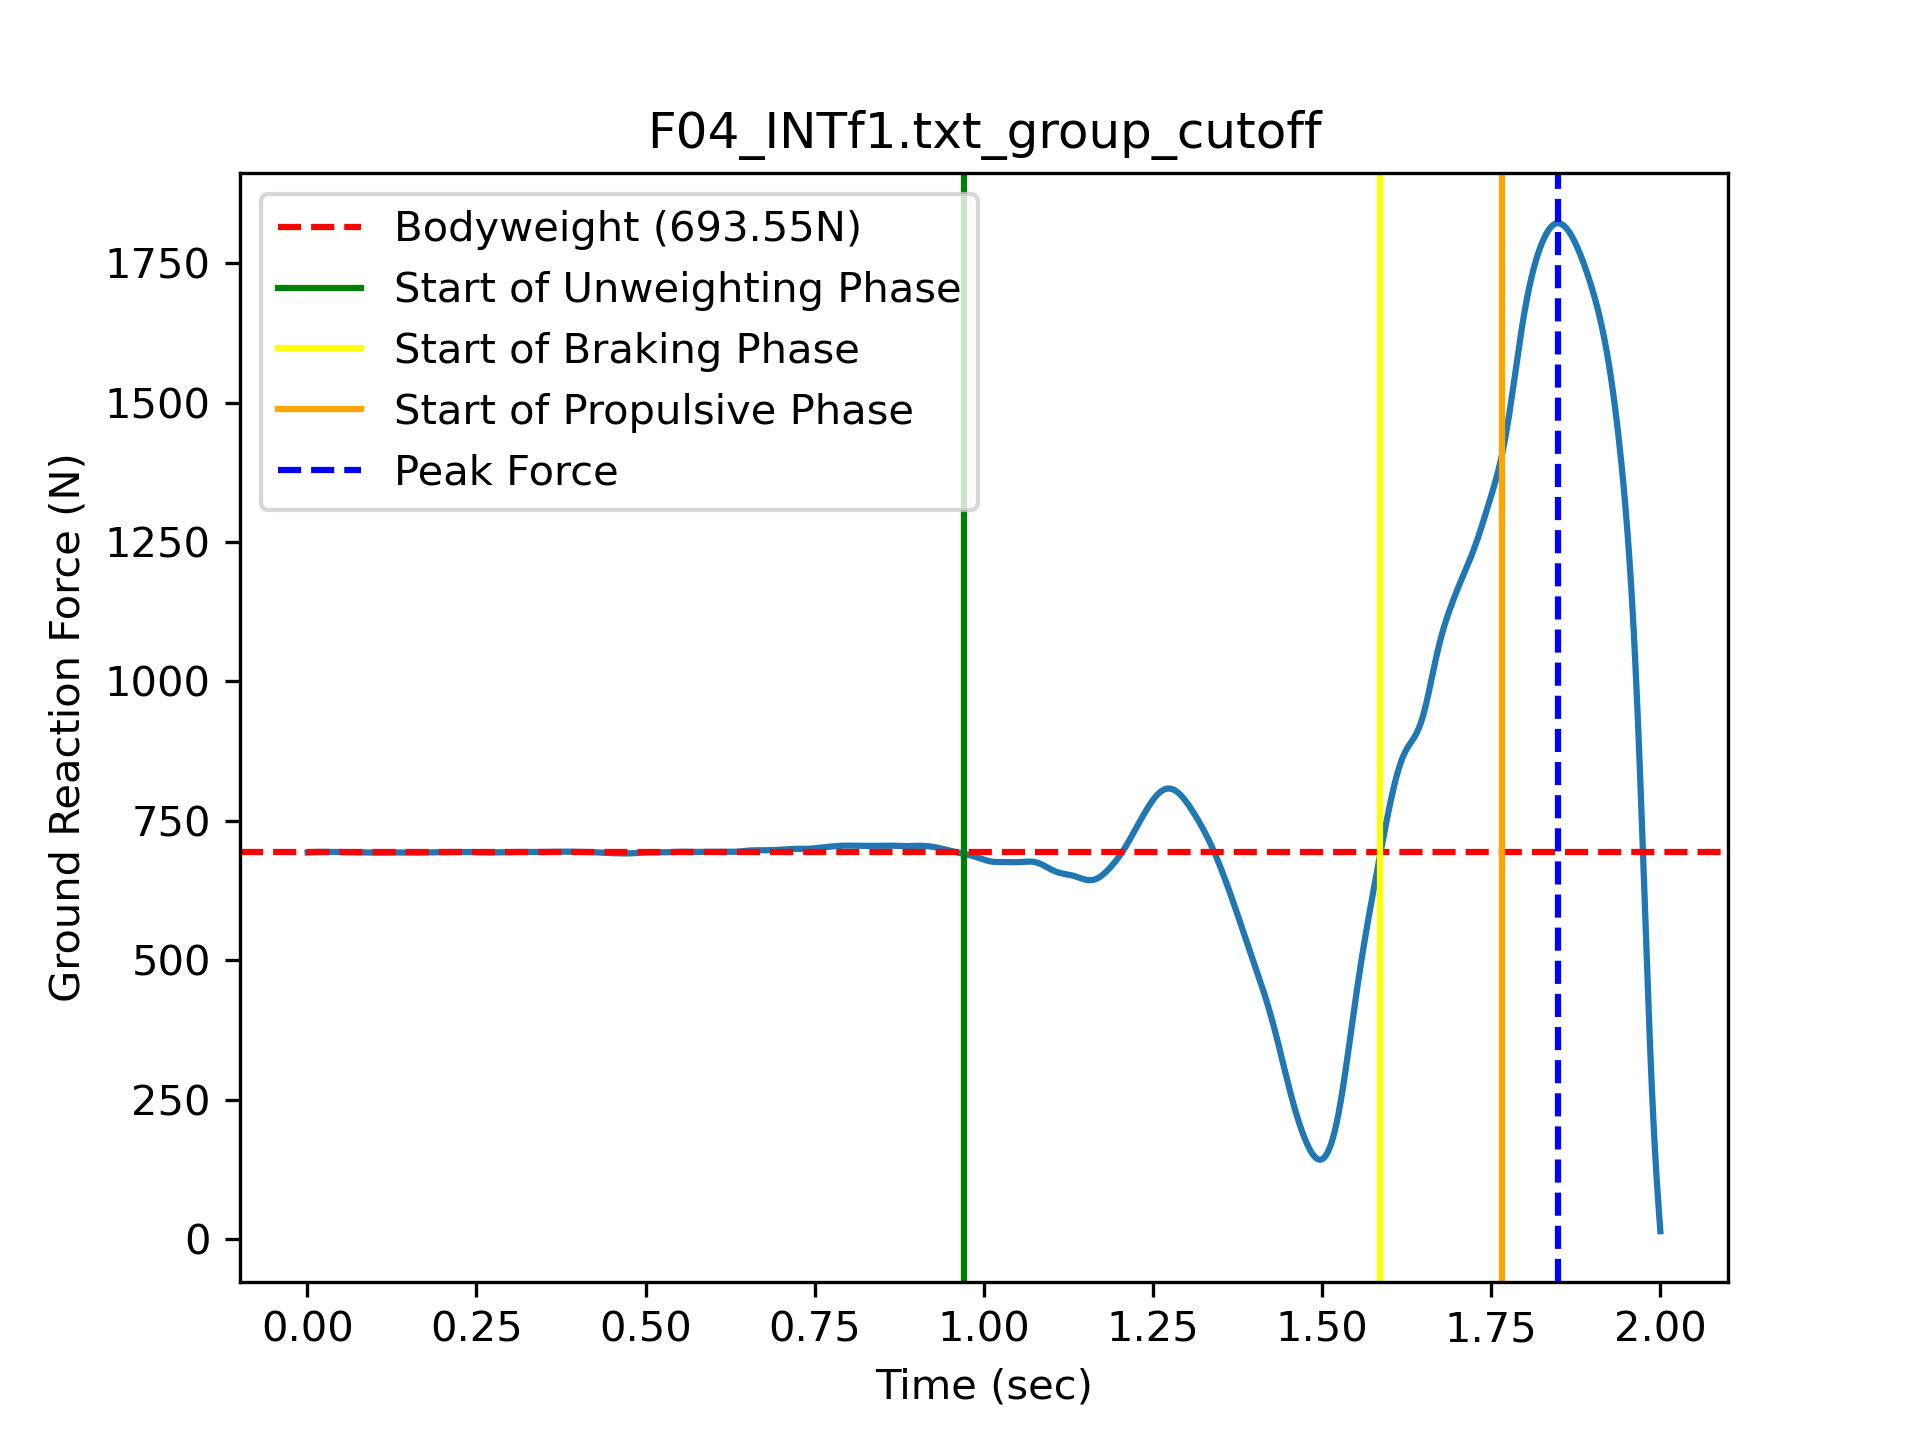 F04_INTf1.txt_group_cutoff
Bodyweight (693.55N)
Start of Unweighting Phase
Start of Braking Phase
Start of Propulsive Phase
Peak Force
Ground Reaction Force (N)
1750
1500
1250
1000
750
500
250
0
0.00 0.25 0.50 0.75 1.00 1.25 1.50 1.75 2.00
Time (sec)